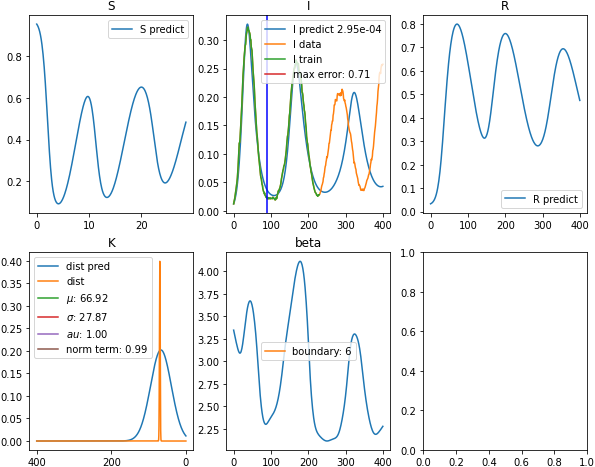 S
I
R
S predict
I predict 2.95e-04
I data
I train
max error: 0.71
R predict
0.8
0.6
0.4
0.2
0.30
0.25
0.20
0.15
0.10
0.05
0.00
0.8
0.7
0.6
0.5
0.4
0.3
0.2
0.1
0.0
0 10 20
0 100 200 300 400
0 100 200 300 400
K
beta
dist pred
dist
μ: 66.92
σ: 27.87
au: 1.00
norm term: 0.99
boundary: 6
0.40
0.35
0.30
0.25
0.20
0.15
0.10
0.05
0.00
4.00
3.75
3.50
3.25
3.00
2.75
2.50
2.25
1.0
0.8
0.6
0.4
0.2
0.0
400 200 0
0 100 200 300 400
0.0 0.2 0.4 0.6 0.8 1.0